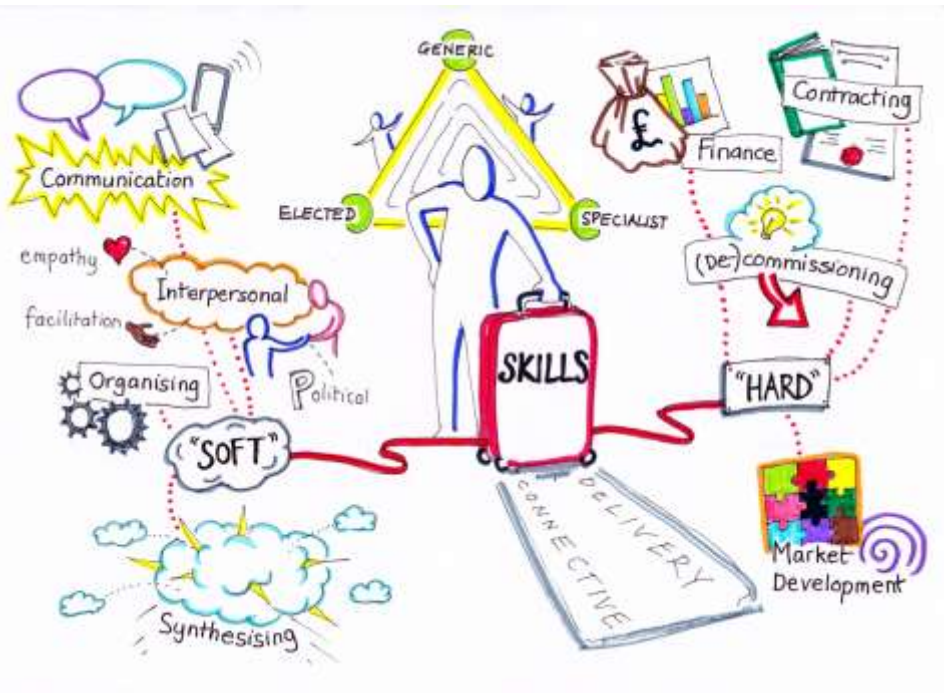 GENERIC
ELECTED
SPECIALIST
Communication
empathy
Interpersonal
facilitation
Political
Organising
"SOFT"
Synthesising
SKILLS
CONNECTIVE
DELIVERY
£
Finance
Contracting
(De-)commissioning
"HARD"
Market
Development